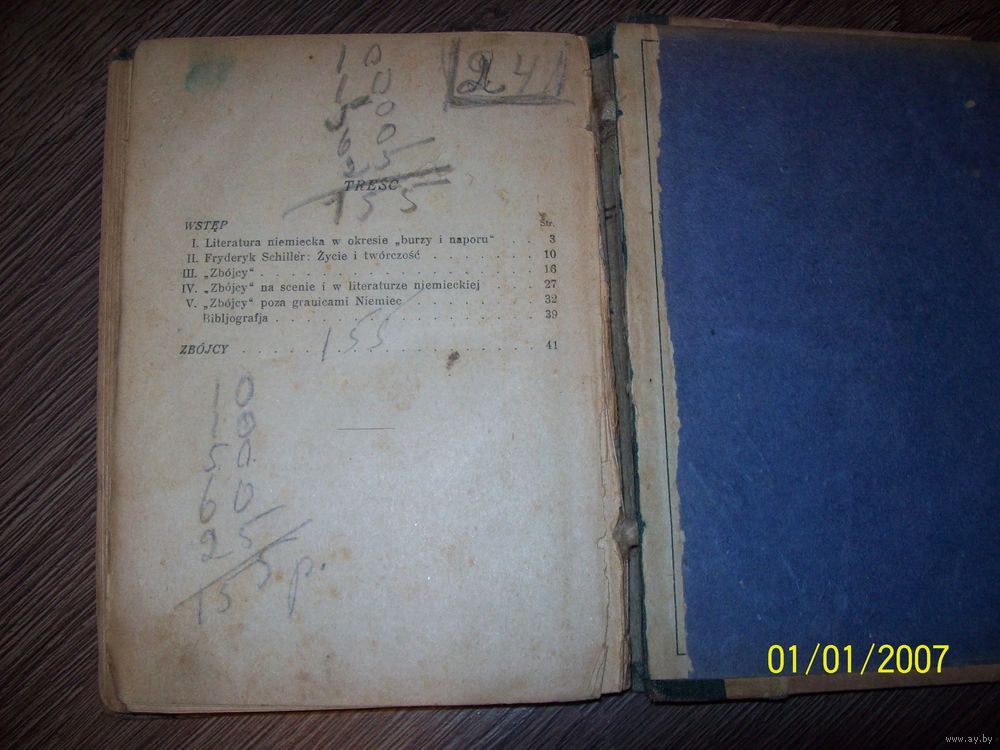 10
10
50
60
25
155
24
TREŚĆ
WSTĘP
Str.
I. Literatura niemiecka w okresie „burzy i naporu“ . . 3
II. Fryderyk Schiller: Życie i twórczość . . . . . . . 10
III. „Zbójcy“ . . . . . . . . . . . . . . . . . 16
IV. „Zbójcy“ na scenie i w literaturze niemieckiej . . . 27
V. „Zbójcy“ poza granicami Niemiec . . . . . . . . 32
Bibljografja . . . . . . . . . . . . . . . . 39
155
ZBÓJCY . . . . . . . . . . . . . . . . . . . 41
10
10
50
60
25
155 p.
01/01/2007
www.ay.by